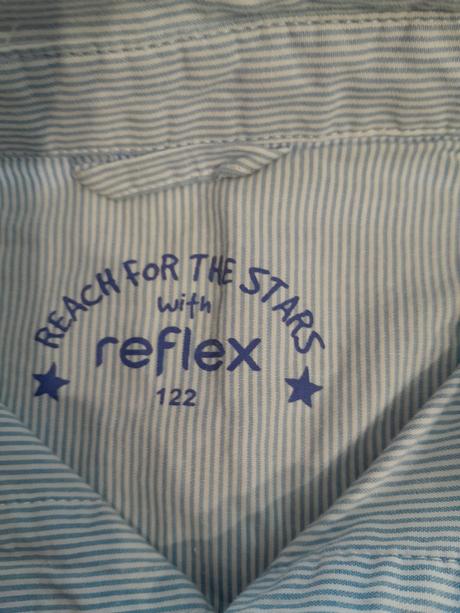 REACH FOR THE STARS
with
reflex
122